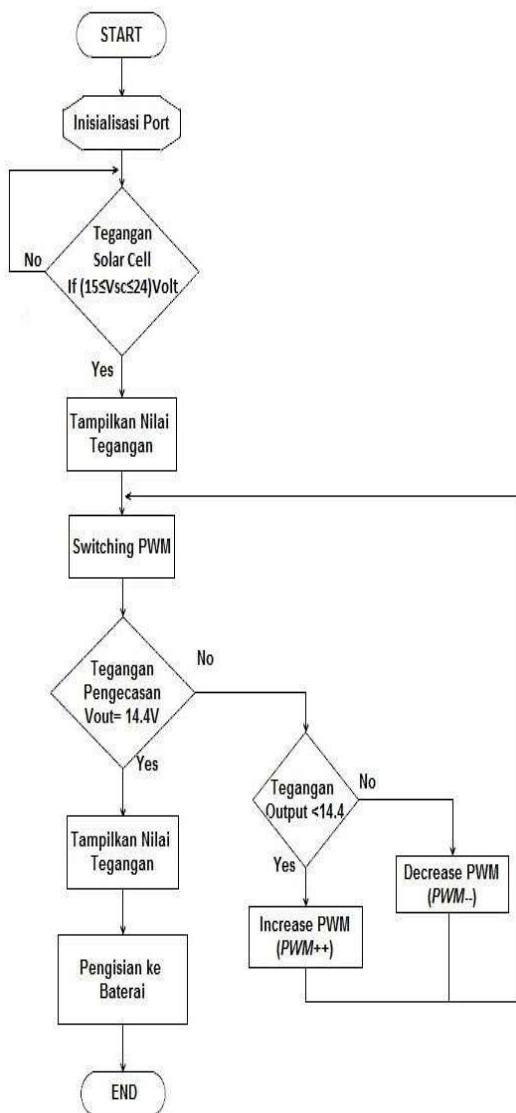 START
Inisialisasi Port
Tegangan
Solar Cell
If (15≤Vsc≤24)Volt
No
Yes
Tampilkan Nilai
Tegangan
Switching PWM
Tegangan
Pengecasan
Vout= 14.4V
No
Yes
Tegangan
Output <14.4
No
Yes
Decrease PWM
(PWM--)
Increase PWM
(PWM++)
Tampilkan Nilai
Tegangan
Pengisian ke
Baterai
END